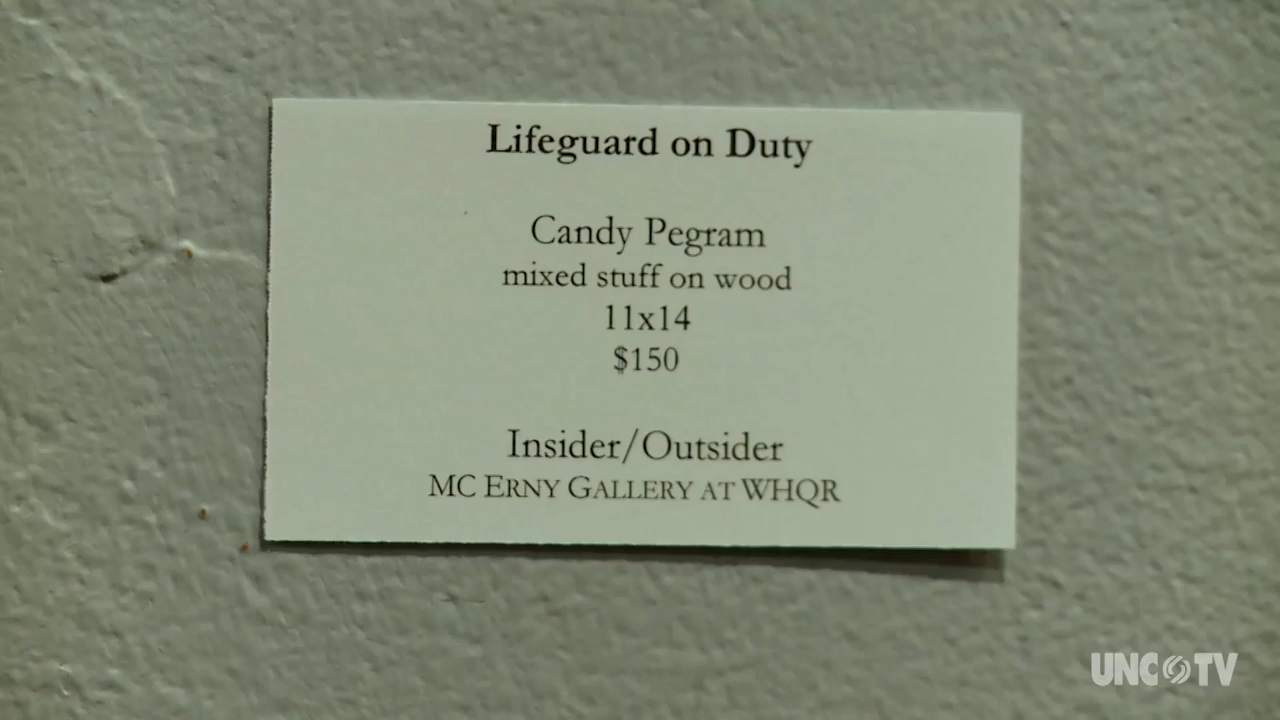 Lifeguard on Duty
Candy Pegram
mixed stuff on wood
11x14
$150
Insider/Outsider
MC ERNY GALLERY AT WHQR
UNC TV